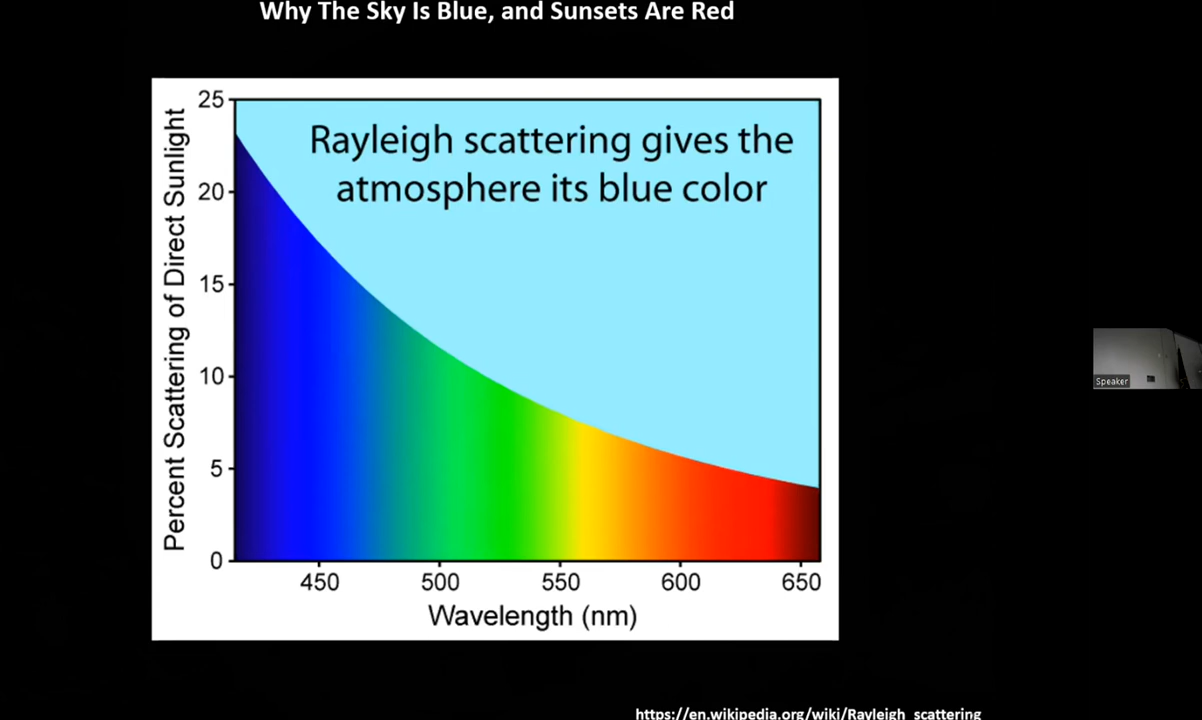 Why The Sky Is Blue, and Sunsets Are Red
Rayleigh scattering gives the
atmosphere its blue color
Percent Scattering of Direct Sunlight
25
20
15
10
5
0
450 500 550 600 650
Wavelength (nm)
Speaker
https://en.wikipedia.org/wiki/Rayleigh_scattering